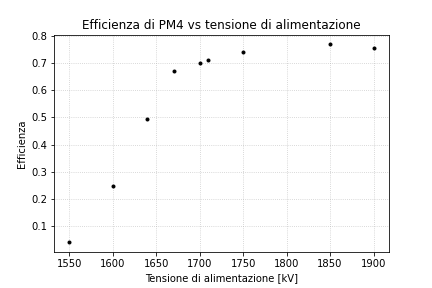 Efficienza di PM4 vs tensione di alimentazione
0.8
0.7
0.6
0.5
0.4
0.3
0.2
0.1
Efficienza
1550 1600 1650 1700 1750 1800 1850 1900
Tensione di alimentazione [kV]